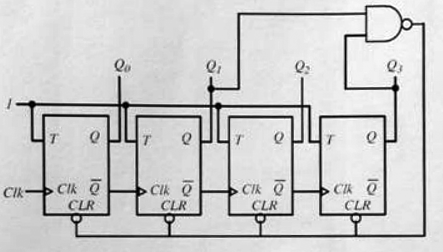 Q0 Q1 Q2 Q3
1
T Q T Q T Q T Q
Clk Clk Q̅ Clk Q̅ Clk Q̅ Clk Q̅
CLR CLR CLR CLR